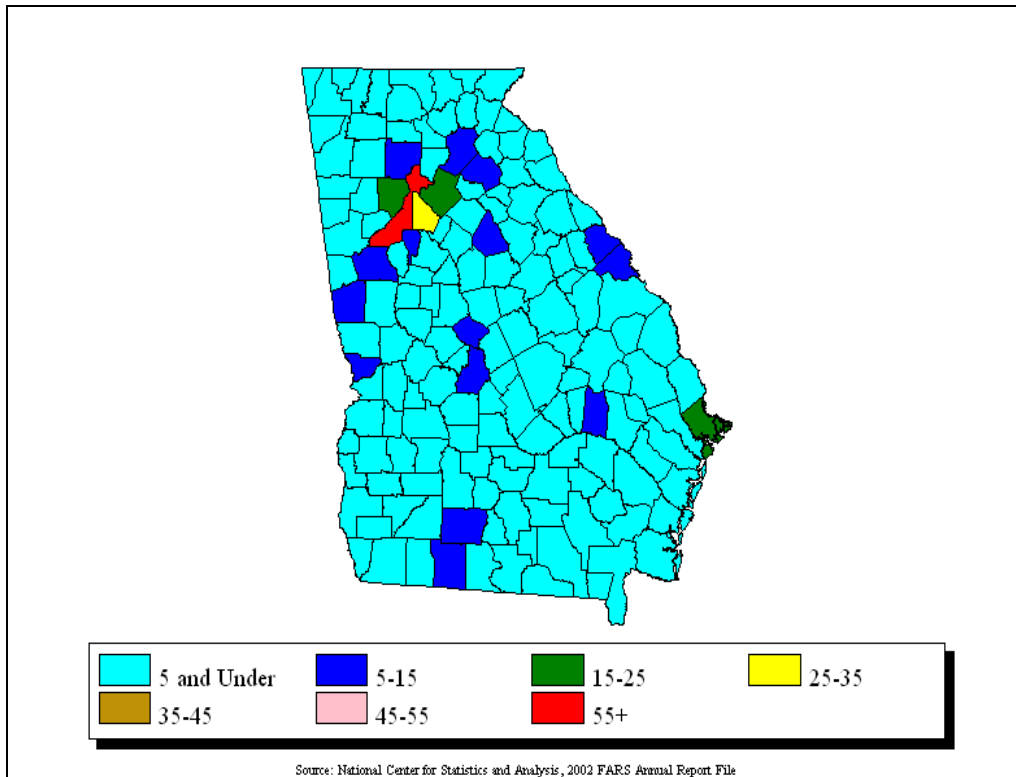 5 and Under 5-15 15-25 25-35
35-45 45-55 55+
Source: National Center for Statistics and Analysis, 2002 FARS Annual Report File